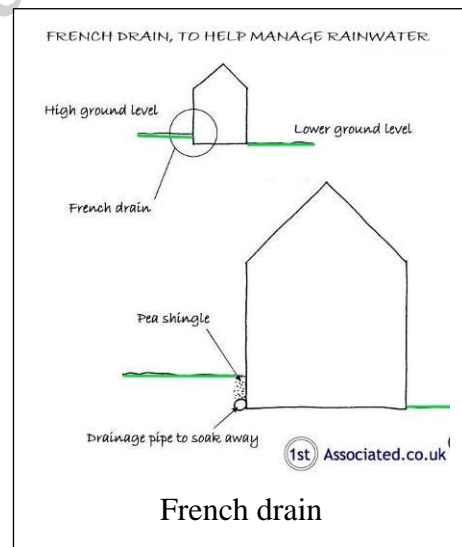 FRENCH DRAIN, TO HELP MANAGE RAINWATER
High ground level
Lower ground level
French drain
Pea shingle
Drainage pipe to soak away
1st Associated.co.uk
French drain